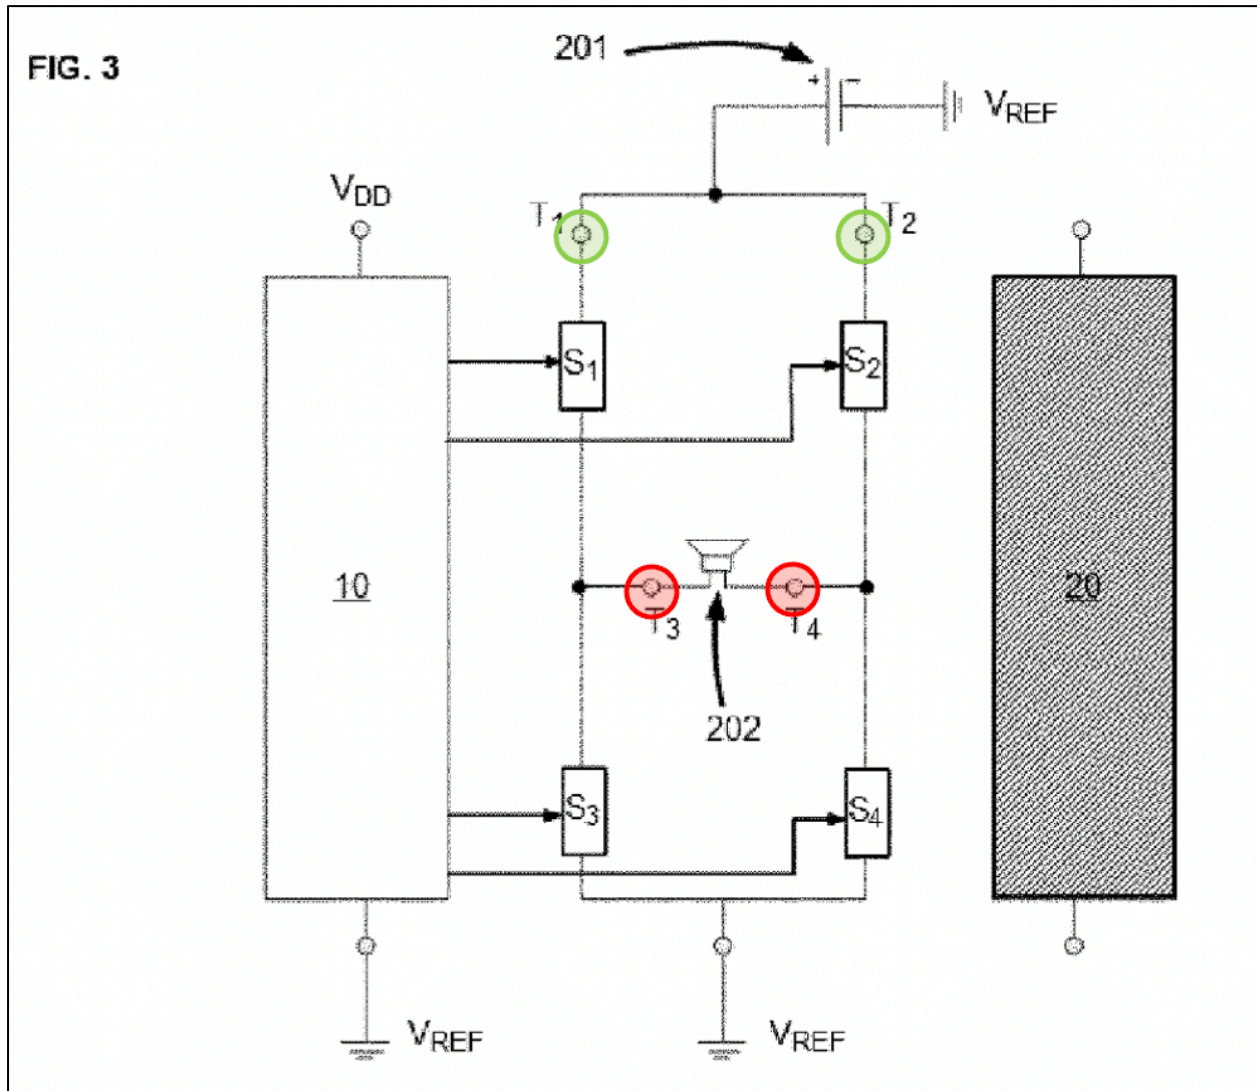 201
FIG. 3
+ −
VREF
VDD
T1
T2
S1
S2
10
20
T3
T4
202
S3
S4
VREF
VREF